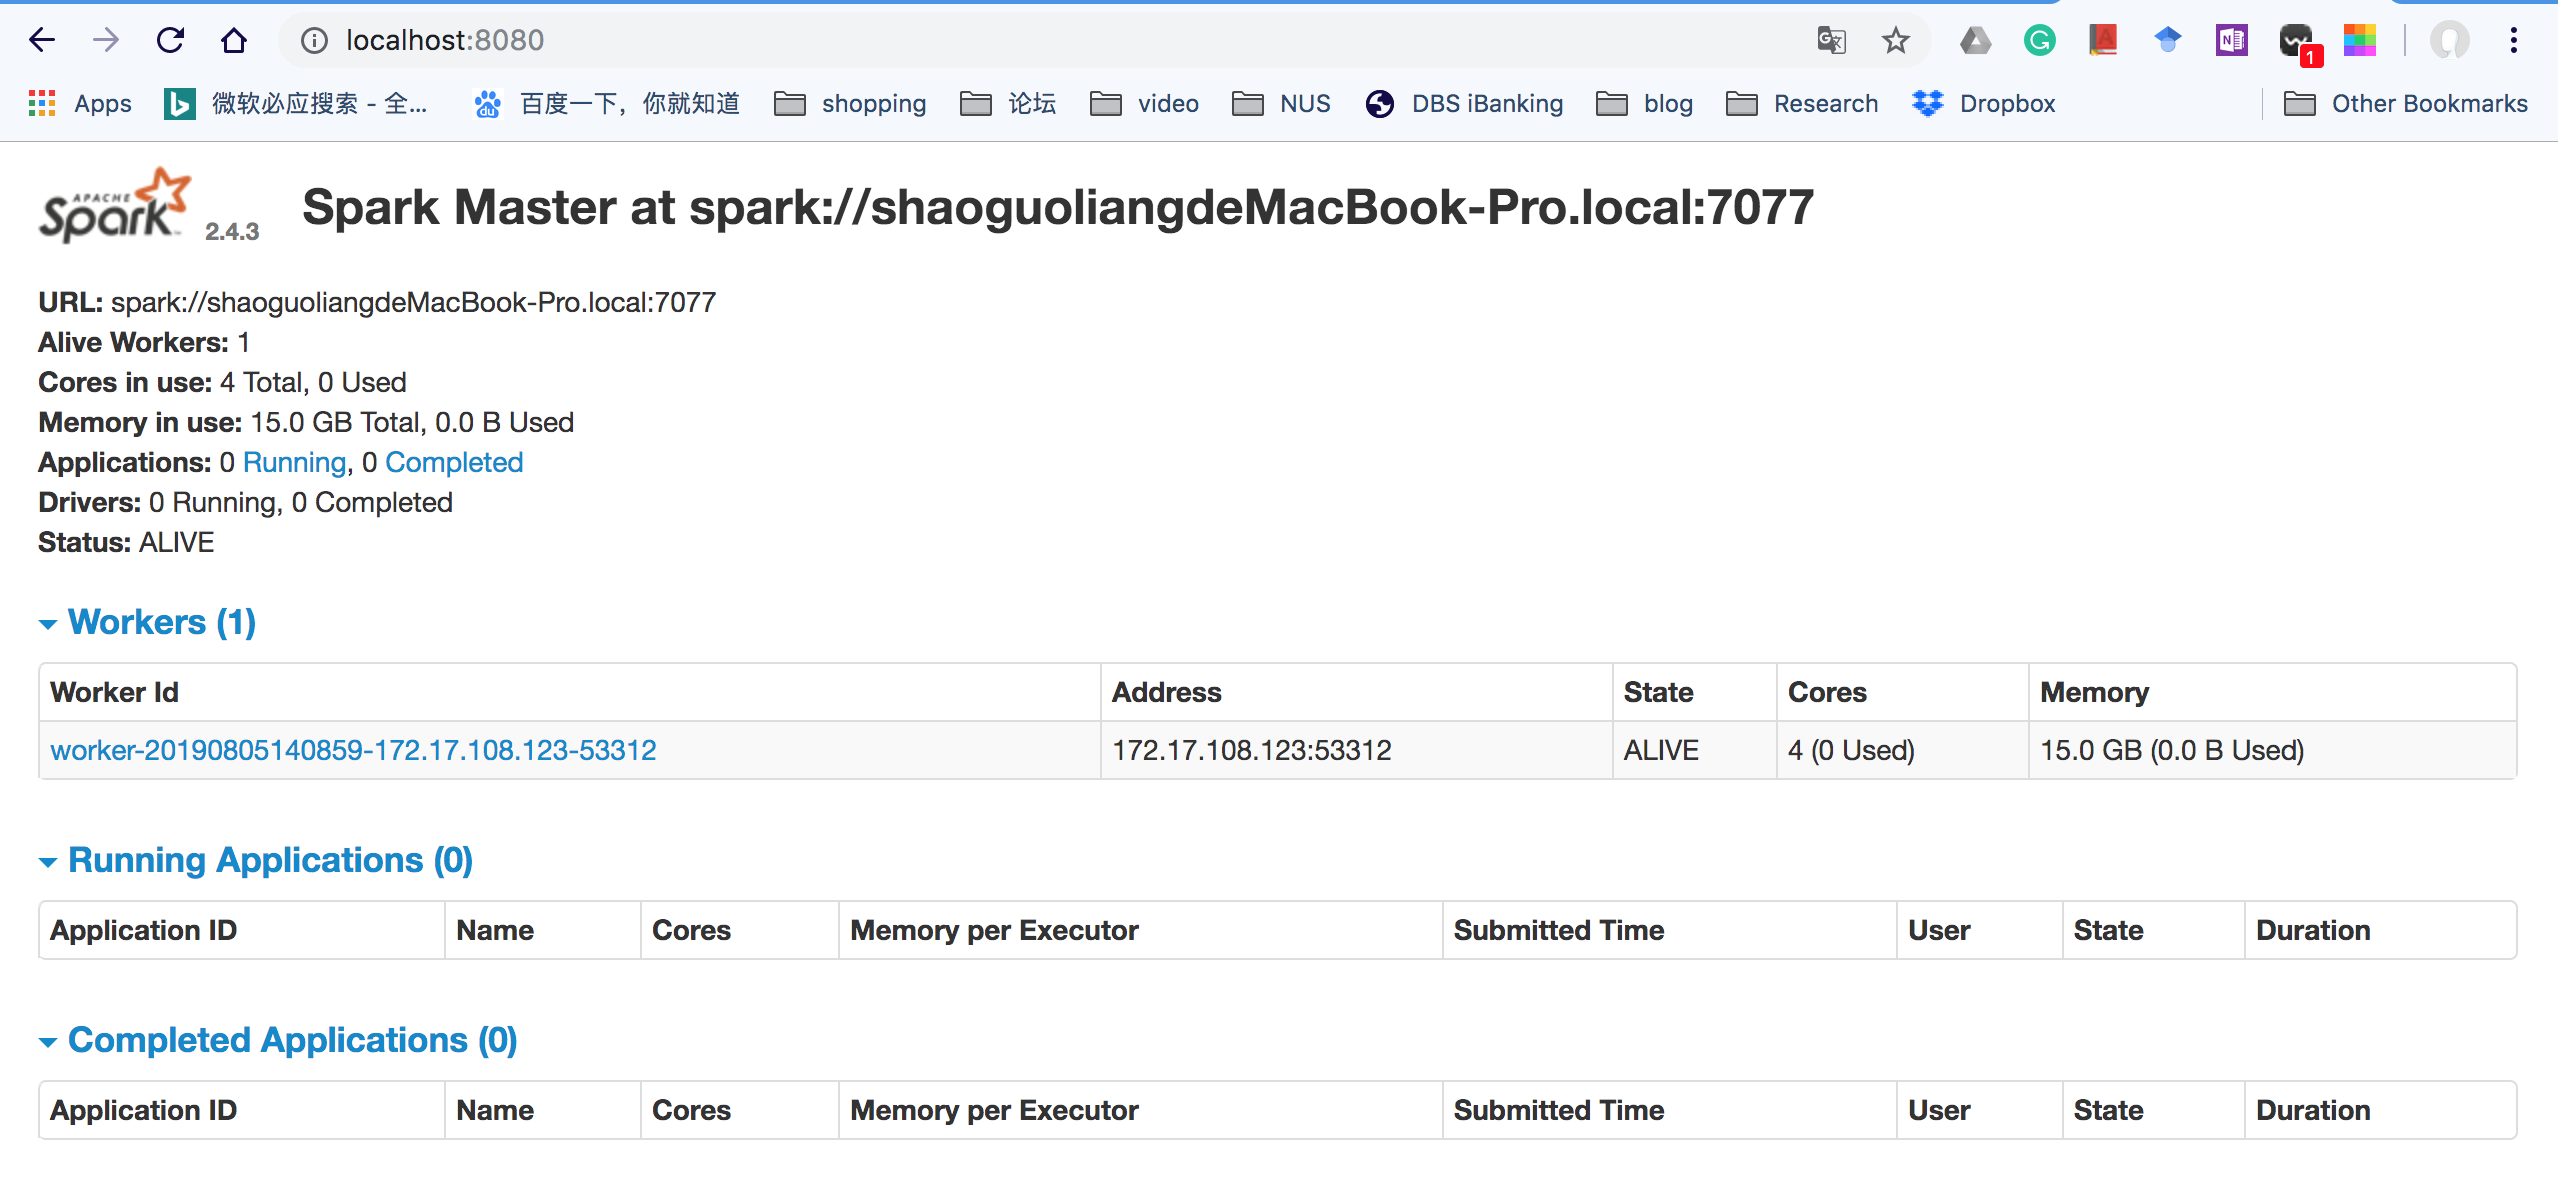 localhost:8080
1
Apps 微软必应搜索 - 全... 百度一下，你就知道 shopping 论坛 video NUS DBS iBanking blog Research Dropbox Other Bookmarks
APACHE Spark 2.4.3 Spark Master at spark://shaoguoliangdeMacBook-Pro.local:7077
URL: spark://shaoguoliangdeMacBook-Pro.local:7077
Alive Workers: 1
Cores in use: 4 Total, 0 Used
Memory in use: 15.0 GB Total, 0.0 B Used
Applications: 0 Running, 0 Completed
Drivers: 0 Running, 0 Completed
Status: ALIVE
Workers (1)
Worker Id Address State Cores Memory
worker-20190805140859-172.17.108.123-53312 172.17.108.123:53312 ALIVE 4 (0 Used) 15.0 GB (0.0 B Used)
Running Applications (0)
Application ID Name Cores Memory per Executor Submitted Time User State Duration
Completed Applications (0)
Application ID Name Cores Memory per Executor Submitted Time User State Duration